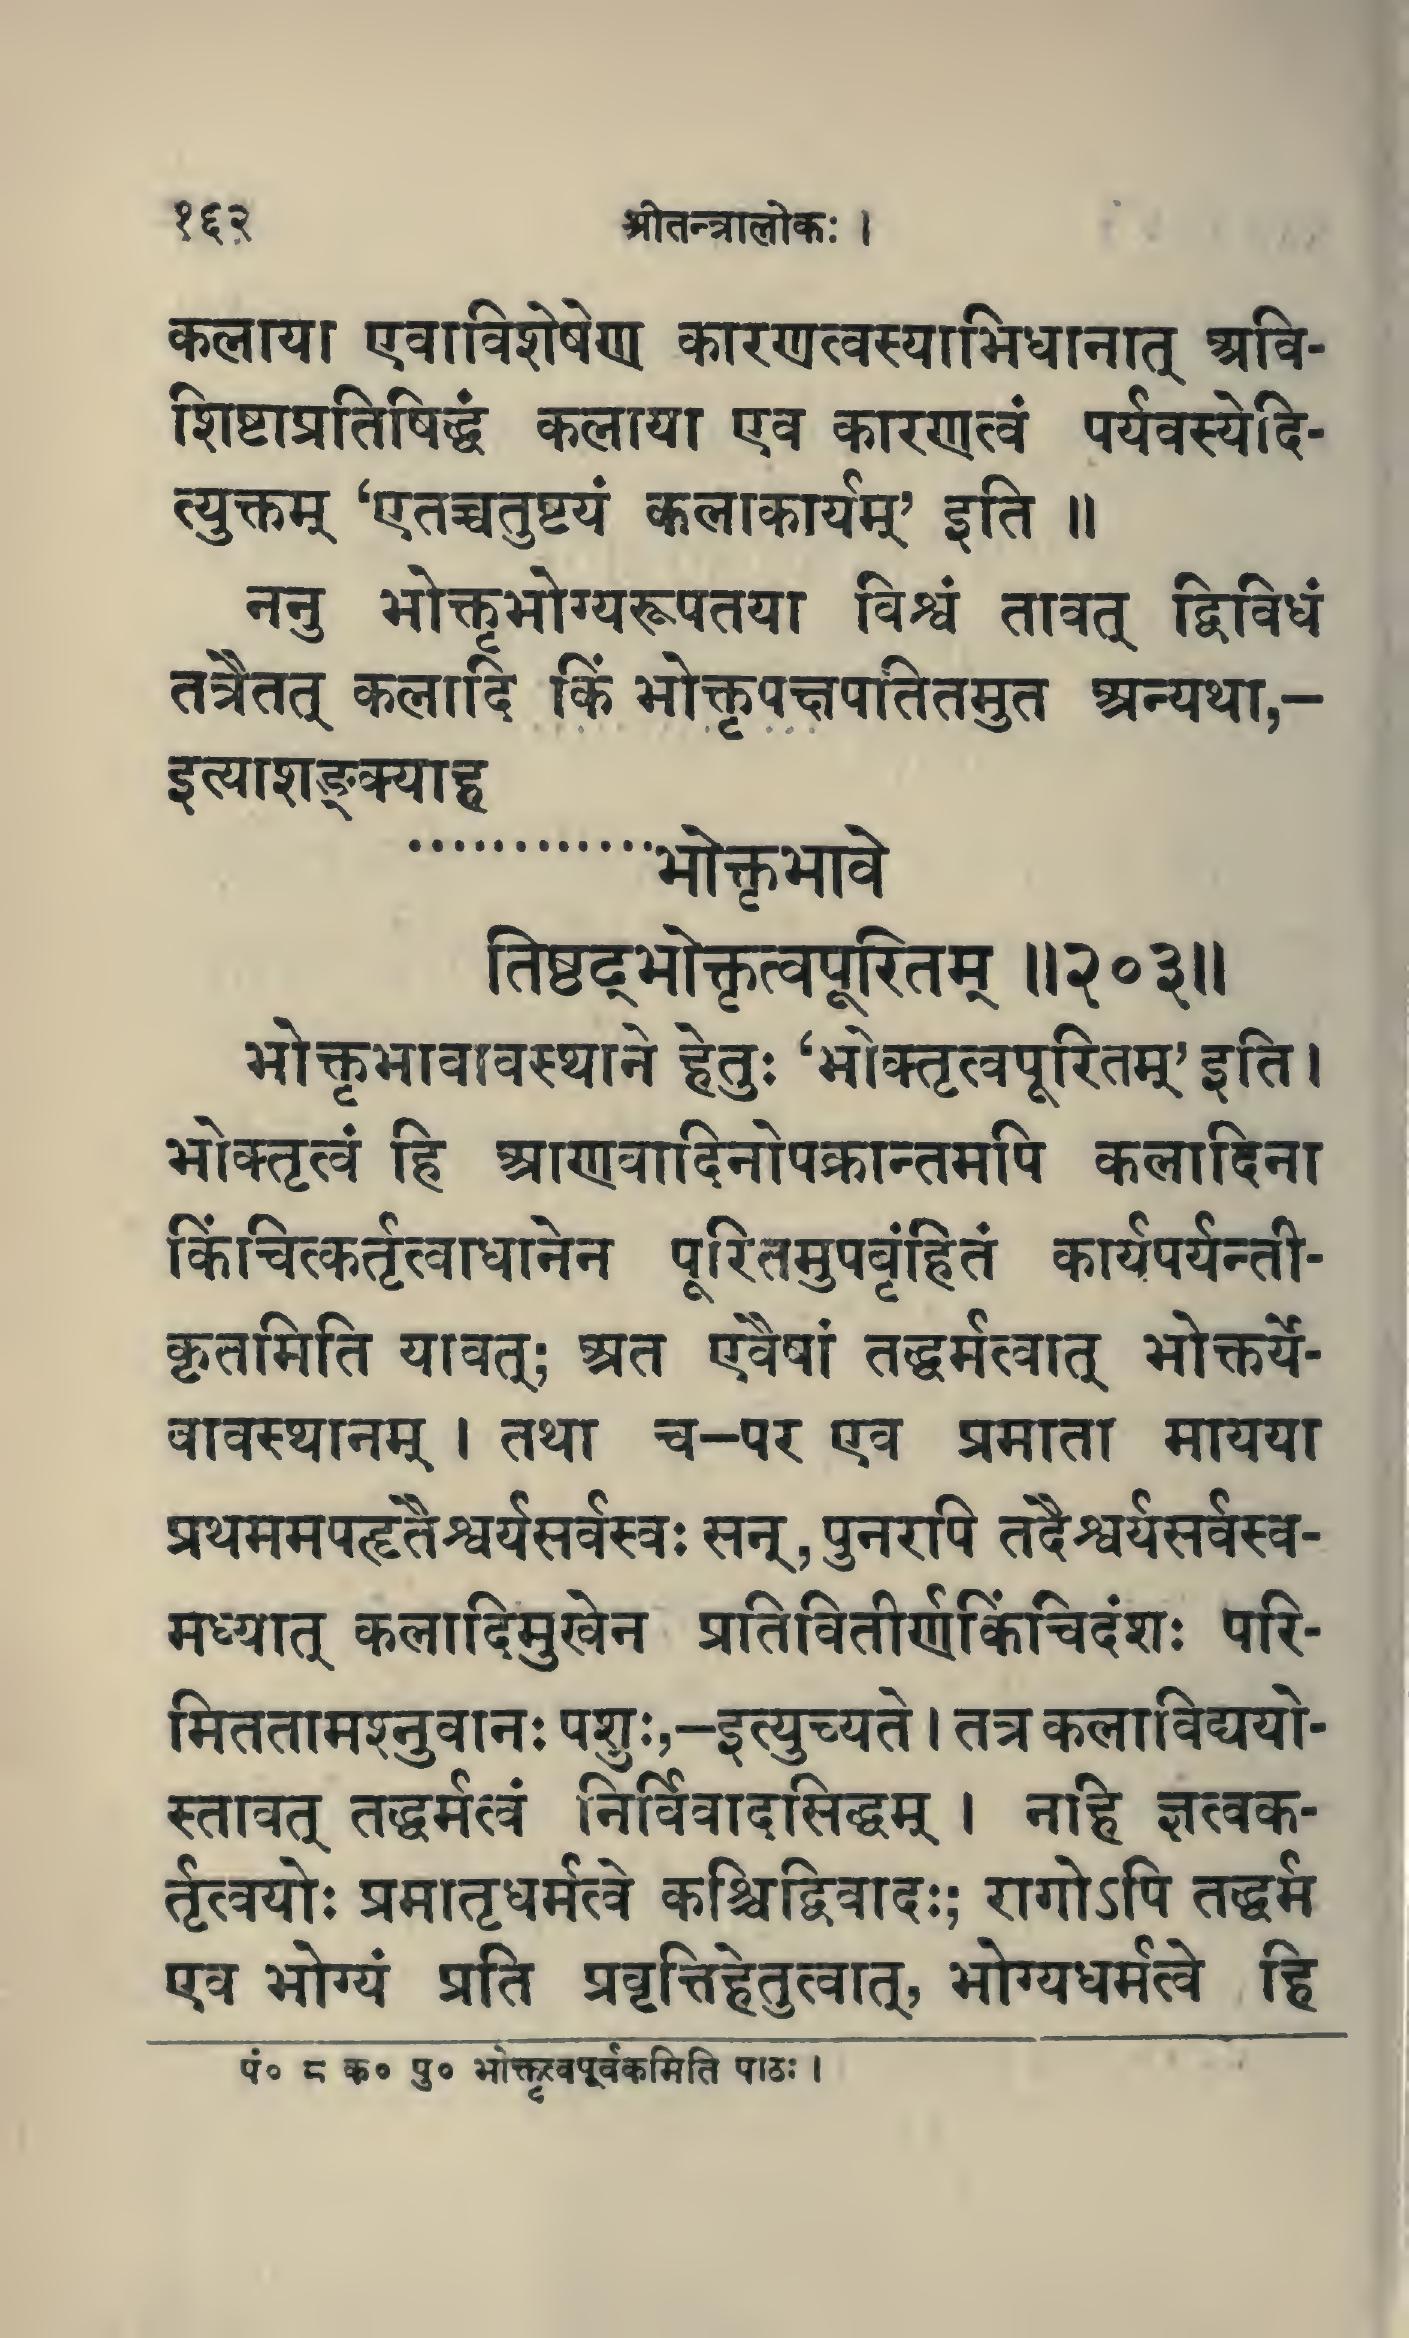 १६२ श्रीतन्त्रालोकः ।
कलाया एवाविशेषेण कारणत्वस्याभिधानात् अवि-
शिष्टाप्रतिषिद्धं कलाया एव कारणत्वं पर्यवस्येदि-
त्युक्तम् ‘एतच्चतुष्टयं कलाकार्यम्’ इति ॥
ननु भोक्तृभोग्यरूपतया विश्वं तावत् द्विविधं
तत्रैतत् कलादि किं भोक्तृपक्षपतितमुत अन्यथा,—
इत्याशङ्क्याह
............भोक्तृभावे
तिष्ठद्भोक्तृत्वपूरितम् ॥२०३॥
भोक्तृभावावस्थाने हेतुः ‘भोक्तृत्वपूरितम्’ इति ।
भोक्तृत्वं हि आणवादिनोपक्रान्तमपि कलादिना
किंचित्कर्तृत्वाधानेन पूरितमुपबृंहितं कार्यपर्यन्ती-
कृतमिति यावत्; अत एवैषां तद्धर्मत्वात् भोक्तर्ये-
वावस्थानम् । तथा च—पर एव प्रमाता मायया
प्रथममपहृतैश्वर्यसर्वस्वः सन्, पुनरपि तदैश्वर्यसर्वस्व-
मध्यात् कलादिमुखेन प्रतिवितीर्णकिंचिदंशः परि-
मिततामश्नुवानः पशुः,—इत्युच्यते । तत्र कलाविद्ययो-
स्तावत् तद्धर्मत्वं निर्विवादसिद्धम् । नहि ज्ञत्वक-
र्तृत्वयोः प्रमातृधर्मत्वे कश्चिद्विवादः; रागोऽपि तद्धर्म
एव भोग्यं प्रति प्रवृत्तिहेतुत्वात्, भोग्यधर्मत्वे हि
पं० ८ क० पु० भोक्तृत्वपूर्वकमिति पाठः ।